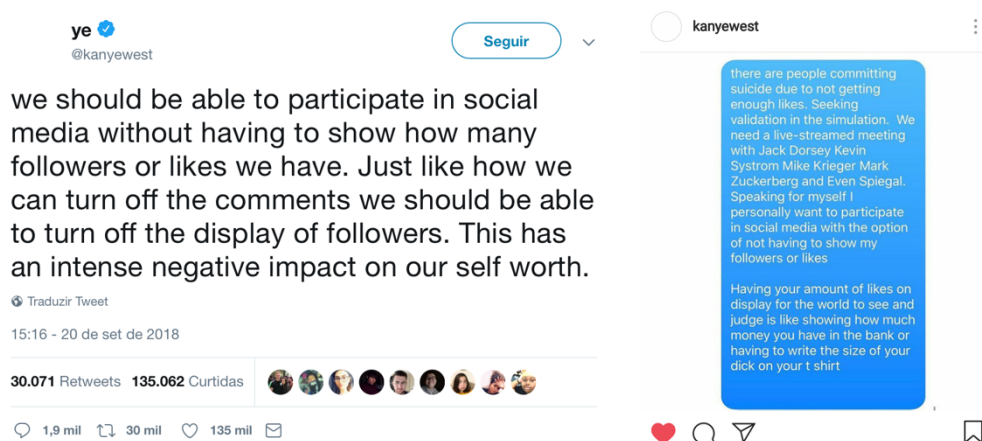 ye
@kanyewest
Seguir
we should be able to participate in social
media without having to show how many
followers or likes we have. Just like how we
can turn off the comments we should be able
to turn off the display of followers. This has
an intense negative impact on our self worth.
Traduzir Tweet
15:16 - 20 de set de 2018
30.071 Retweets 135.062 Curtidas
1,9 mil 30 mil 135 mil
kanyewest
there are people committing
suicide due to not getting
enough likes. Seeking
validation in the simulation. We
need a live-streamed meeting
with Jack Dorsey Kevin
Systrom Mike Krieger Mark
Zuckerberg and Even Spiegal.
Speaking for myself I
personally want to participate
in social media with the option
of not having to show my
followers or likes
Having your amount of likes on
display for the world to see and
judge is like showing how much
money you have in the bank or
having to write the size of your
dick on your t shirt